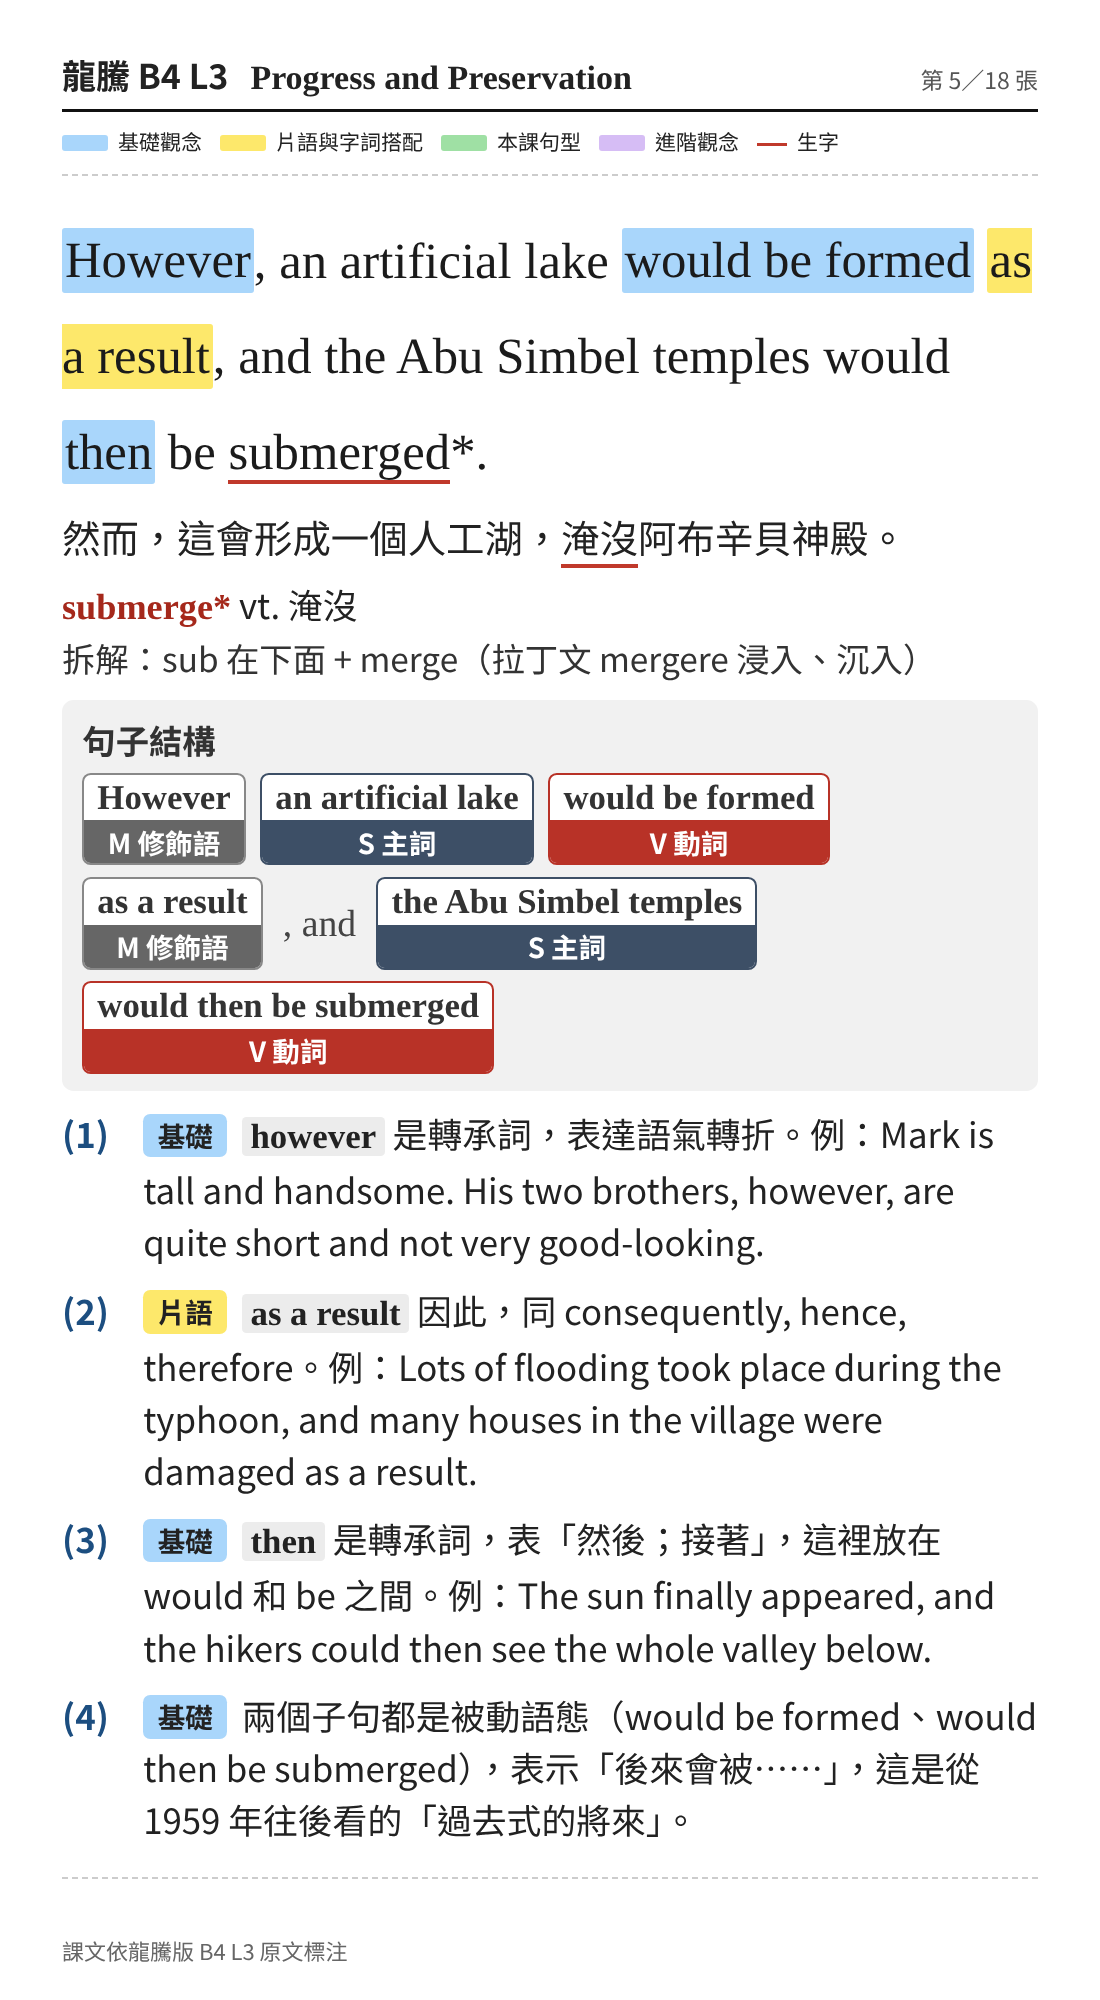 龍騰 B4 L3 Progress and Preservation 第 5／18 張
基礎觀念 片語與字詞搭配 本課句型 進階觀念 生字
However, an artificial lake would be formed as
a result, and the Abu Simbel temples would
then be submerged*.
然而，這會形成一個人工湖，淹沒阿布辛貝神殿。
submerge* vt. 淹沒
拆解：sub 在下面 + merge（拉丁文 mergere 浸入、沉入）
句子結構
However an artificial lake would be formed
M 修飾語 S 主詞 V 動詞
as a result , and the Abu Simbel temples
M 修飾語 S 主詞
would then be submerged
V 動詞
(1) 基礎 however 是轉承詞，表達語氣轉折。例：Mark is
tall and handsome. His two brothers, however, are
quite short and not very good-looking.
(2) 片語 as a result 因此，同 consequently, hence,
therefore。例：Lots of flooding took place during the
typhoon, and many houses in the village were
damaged as a result.
(3) 基礎 then 是轉承詞，表「然後；接著」，這裡放在
would 和 be 之間。例：The sun finally appeared, and
the hikers could then see the whole valley below.
(4) 基礎 兩個子句都是被動語態（would be formed、would
then be submerged），表示「後來會被⋯⋯」，這是從
1959 年往後看的「過去式的將來」。
課文依龍騰版 B4 L3 原文標注